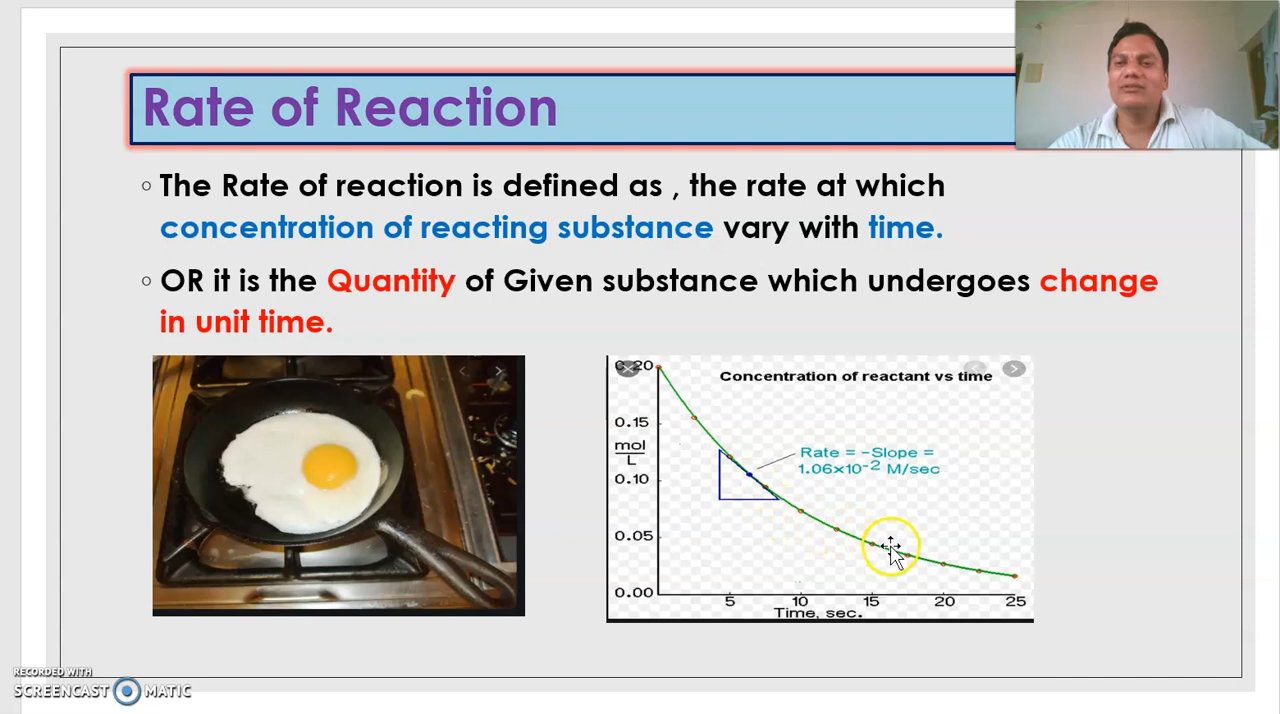 Rate of Reaction
◦ The Rate of reaction is defined as , the rate at which
concentration of reacting substance vary with time.
◦ OR it is the Quantity of Given substance which undergoes change
in unit time.
0.20
Concentration of reactant vs time
0.15
mol
L
Rate = -Slope =
1.06x10-2 M/sec
0.10
0.05
0.00
5 10 15 20 25
Time, sec.
RECORDED WITH
SCREENCAST MATIC